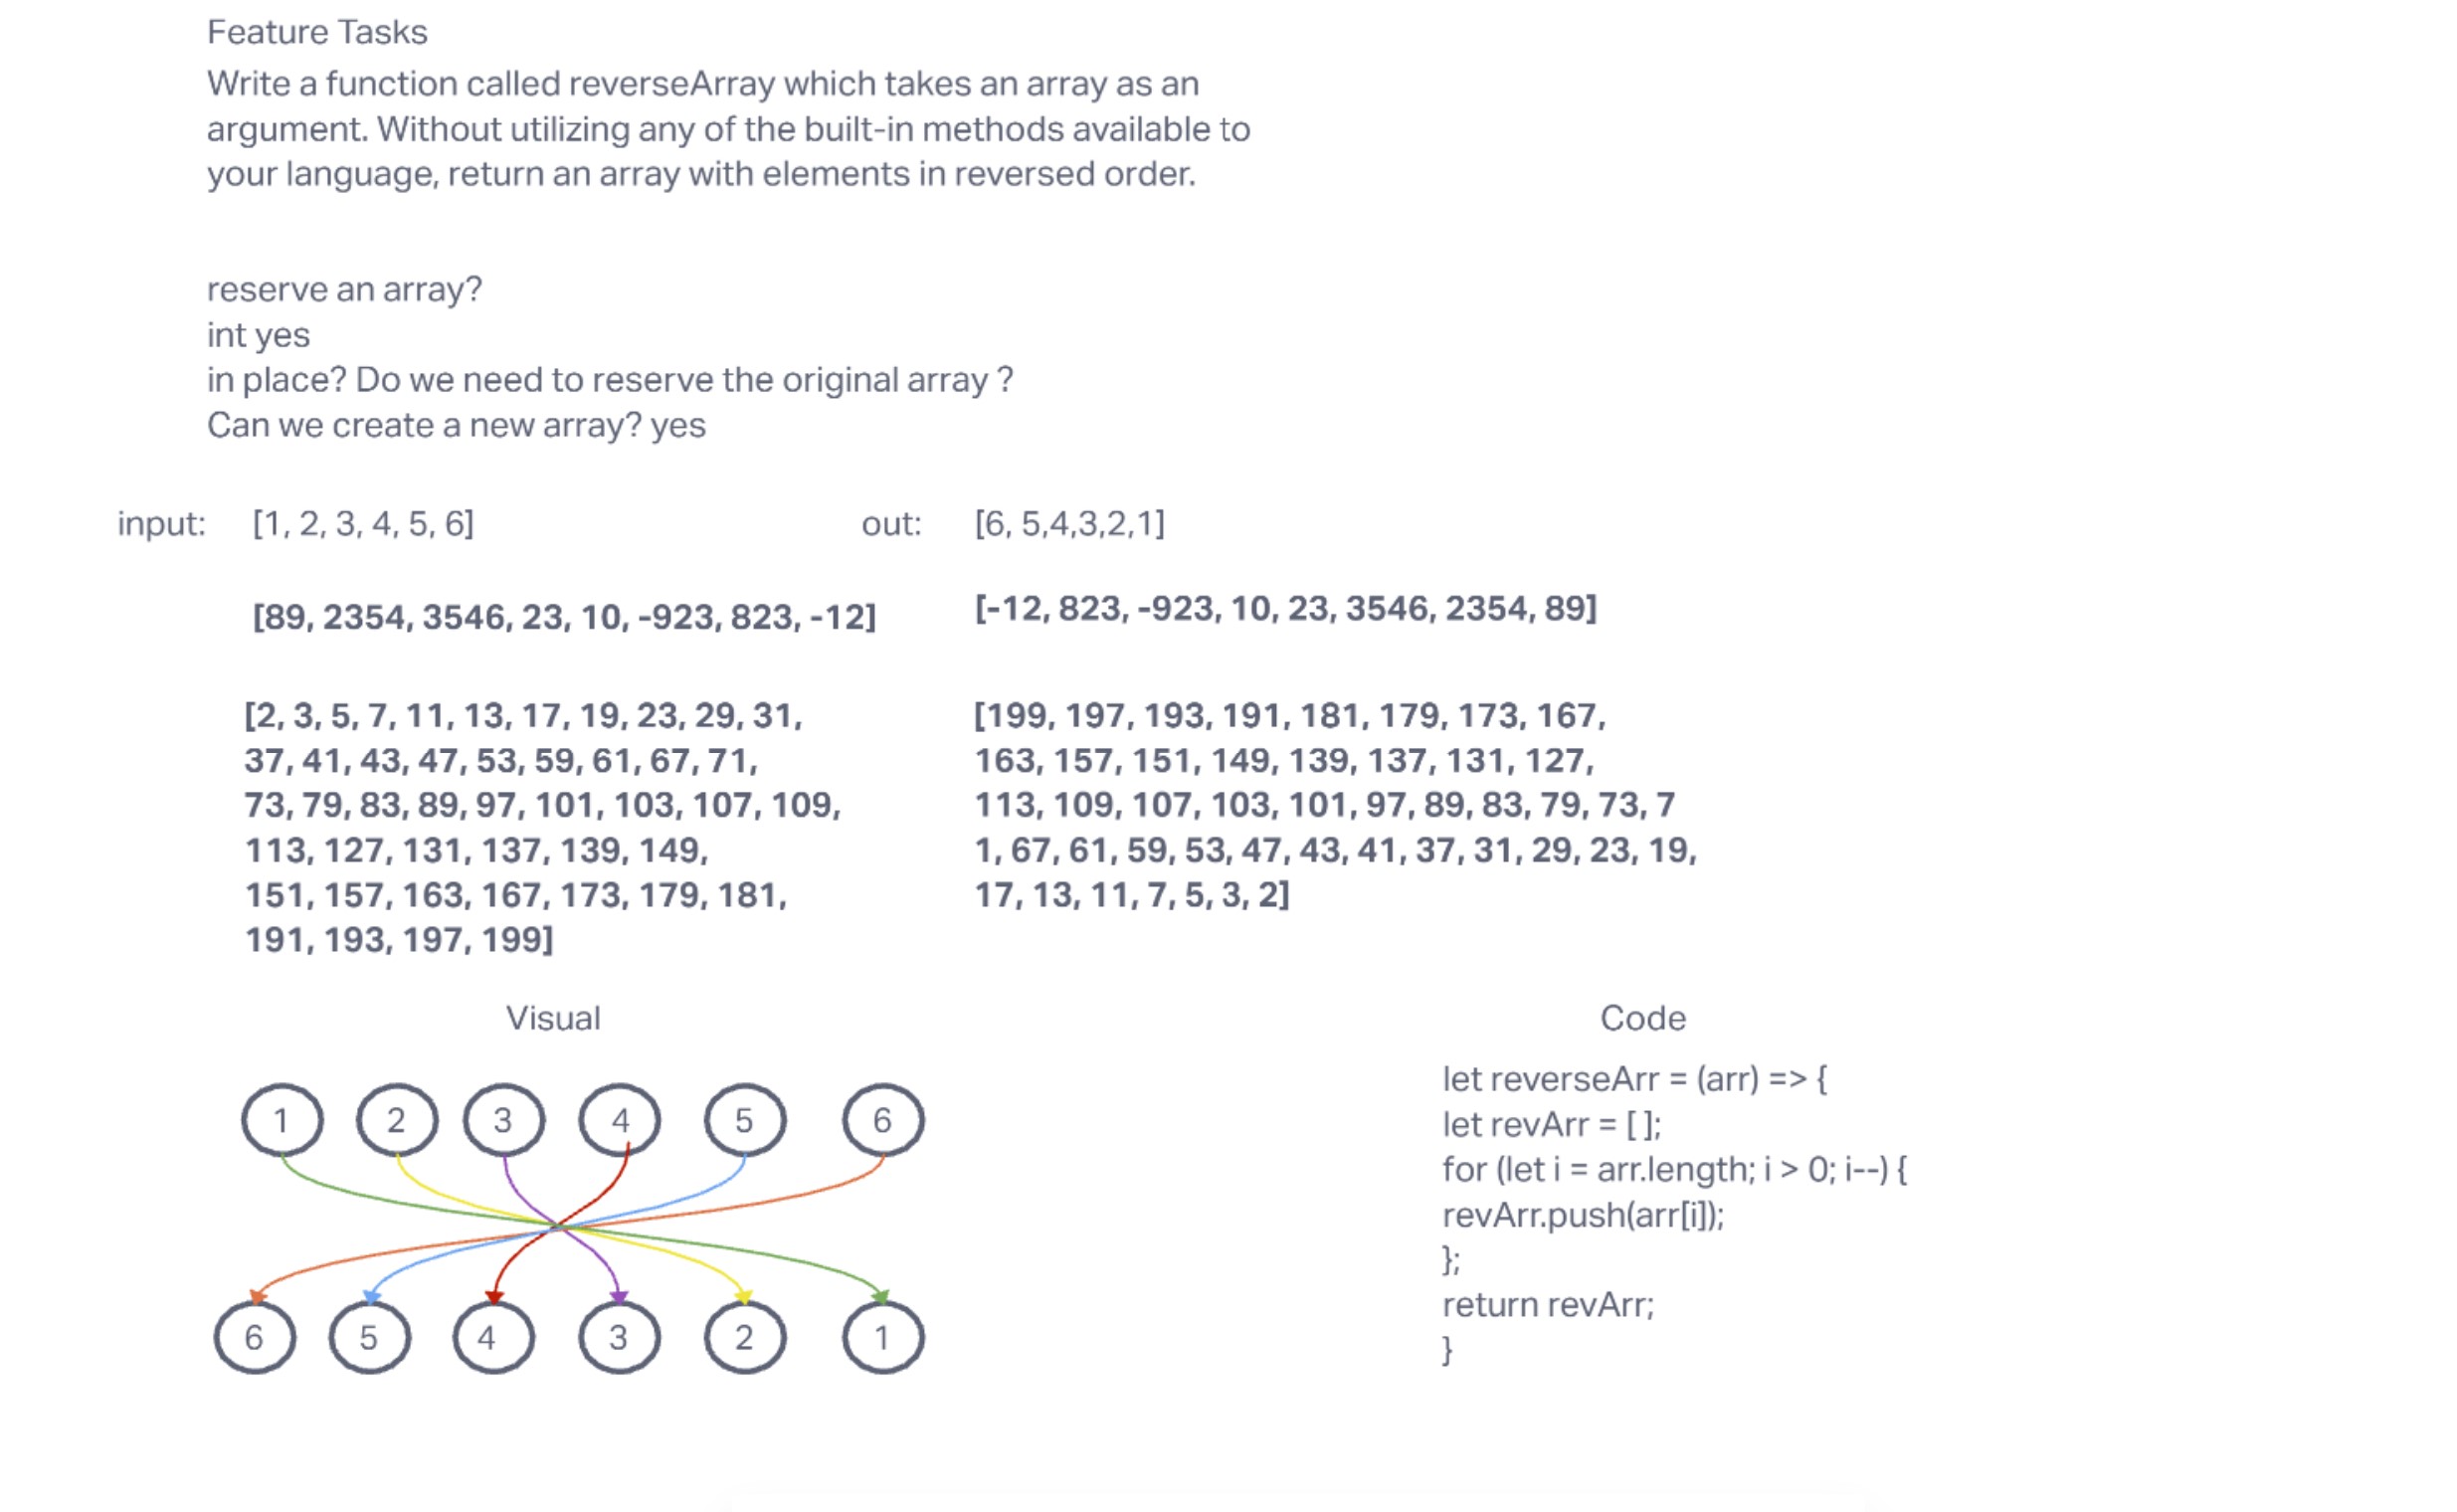 Feature Tasks
Write a function called reverseArray which takes an array as an
argument. Without utilizing any of the built-in methods available to
your language, return an array with elements in reversed order.
reserve an array?
int yes
in place? Do we need to reserve the original array ?
Can we create a new array? yes
input: [1, 2, 3, 4, 5, 6] out: [6, 5,4,3,2,1]
[89, 2354, 3546, 23, 10, -923, 823, -12] [-12, 823, -923, 10, 23, 3546, 2354, 89]
[2, 3, 5, 7, 11, 13, 17, 19, 23, 29, 31,
37, 41, 43, 47, 53, 59, 61, 67, 71,
73, 79, 83, 89, 97, 101, 103, 107, 109,
113, 127, 131, 137, 139, 149,
151, 157, 163, 167, 173, 179, 181,
191, 193, 197, 199]
[199, 197, 193, 191, 181, 179, 173, 167,
163, 157, 151, 149, 139, 137, 131, 127,
113, 109, 107, 103, 101, 97, 89, 83, 79, 73, 7
1, 67, 61, 59, 53, 47, 43, 41, 37, 31, 29, 23, 19,
17, 13, 11, 7, 5, 3, 2]
Visual
1 2 3 4 5 6
6 5 4 3 2 1
Code
let reverseArr = (arr) => {
let revArr = [ ];
for (let i = arr.length; i > 0; i--) {
revArr.push(arr[i]);
};
return revArr;
}